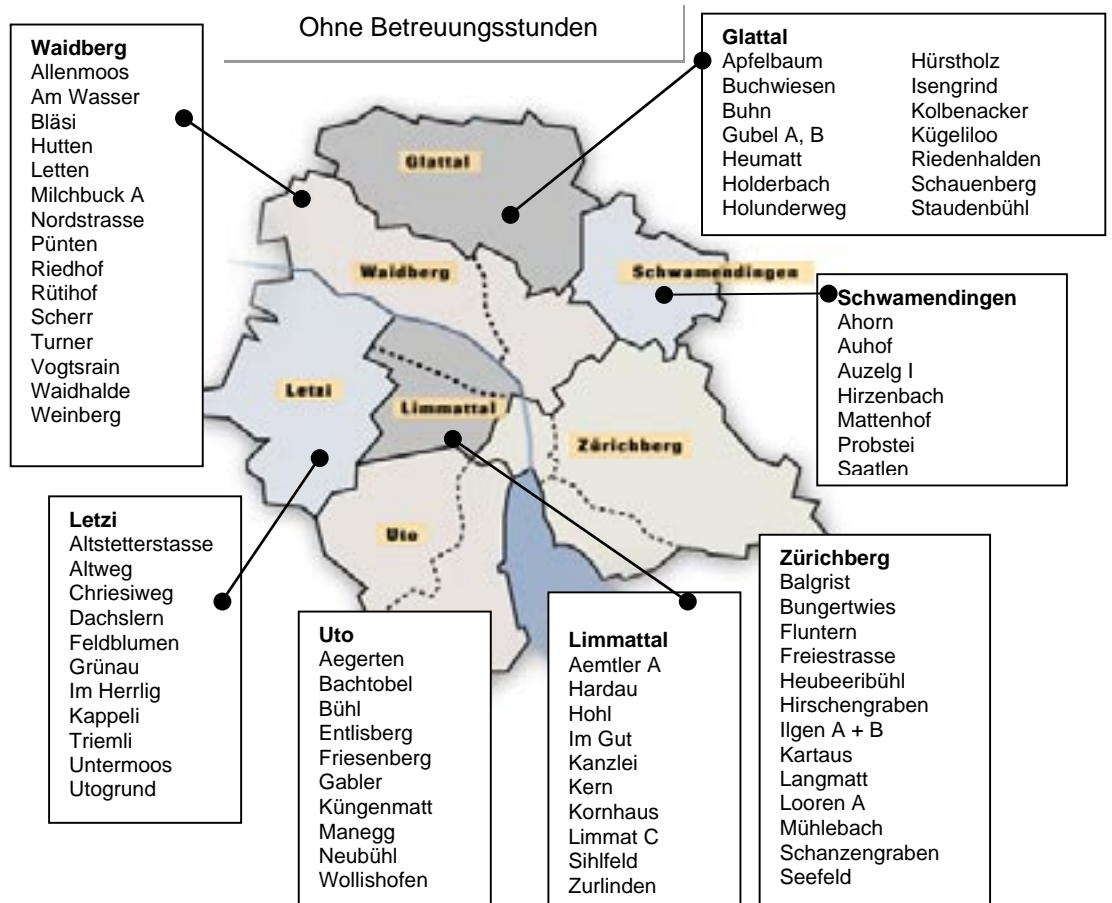 Ohne Betreuungsstunden
Waidberg
Allenmoos
Am Wasser
Bläsi
Hutten
Letten
Milchbuck A
Nordstrasse
Pünten
Riedhof
Rütihof
Scherr
Turner
Vogtsrain
Waidhalde
Weinberg
Glattal
Apfelbaum
Buchwiesen
Buhn
Gubel A, B
Heumatt
Holderbach
Holunderweg
Hürstholz
Isengrind
Kolbenacker
Kügeliloo
Riedenhalden
Schauenberg
Staudenbühl
Glattal
Waidberg
Schwamendingen
Letzi
Limmattal
Zürichberg
Uto
Schwamendingen
Ahorn
Auhof
Auzelg I
Hirzenbach
Mattenhof
Probstei
Saatlen
Letzi
Altstetterstasse
Altweg
Chriesiweg
Dachslern
Feldblumen
Grünau
Im Herrlig
Kappeli
Triemli
Untermoos
Utogrund
Uto
Aegerten
Bachtobel
Bühl
Entlisberg
Friesenberg
Gabler
Küngenmatt
Manegg
Neubühl
Wollishofen
Limmattal
Aemtler A
Hardau
Hohl
Im Gut
Kanzlei
Kern
Kornhaus
Limmat C
Sihlfeld
Zurlinden
Zürichberg
Balgrist
Bungertwies
Fluntern
Freiestrasse
Heubeeribühl
Hirschengraben
Ilgen A + B
Kartaus
Langmatt
Looren A
Mühlebach
Schanzengraben
Seefeld